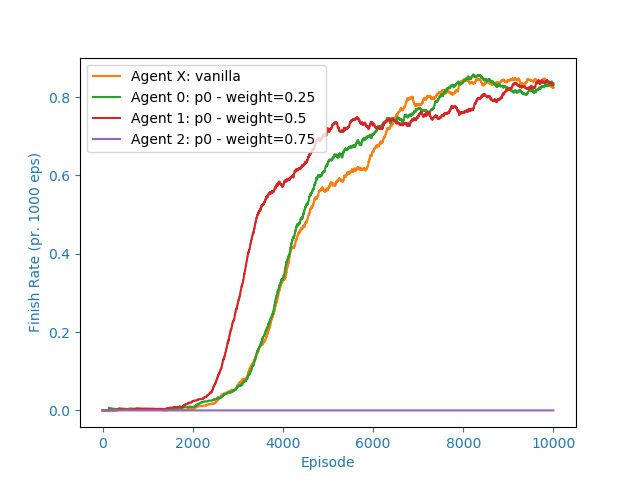 Agent X: vanilla
Agent 0: p0 - weight=0.25
Agent 1: p0 - weight=0.5
Agent 2: p0 - weight=0.75
Finish Rate (pr. 1000 eps)
0.8
0.6
0.4
0.2
0.0
0 2000 4000 6000 8000 10000
Episode